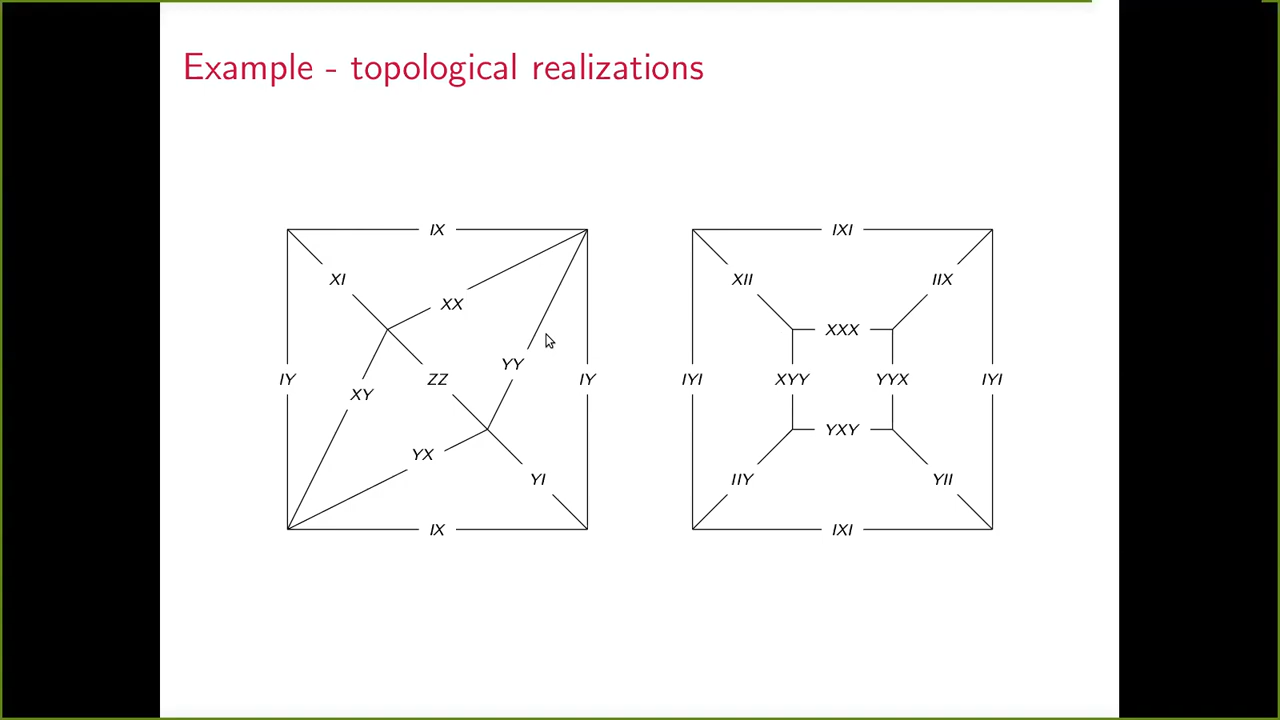 Example - topological realizations
IX IXI
XI XII IIX
XX XXX
YY
IY ZZ IY IYI XYY YYX IYI
XY
YXY
YX
YI IIY YII
IX IXI